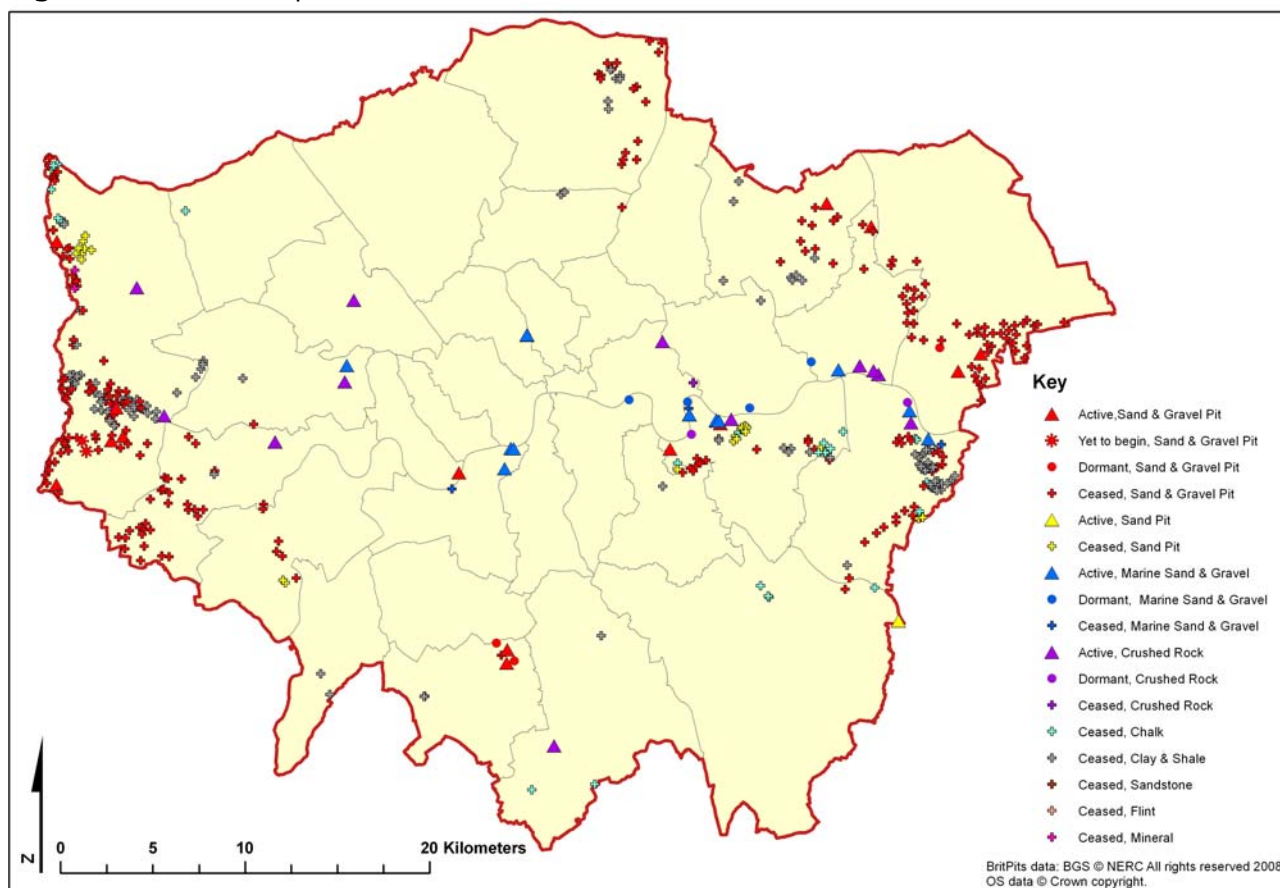 Key
Active,Sand & Gravel Pit
Yet to begin, Sand & Gravel Pit
Dormant, Sand & Gravel Pit
Ceased, Sand & Gravel Pit
Active, Sand Pit
Ceased, Sand Pit
Active, Marine Sand & Gravel
Dormant, Marine Sand & Gravel
Ceased, Marine Sand & Gravel
Active, Crushed Rock
Dormant, Crushed Rock
Ceased, Crushed Rock
Ceased, Chalk
Ceased, Clay & Shale
Ceased, Sandstone
Ceased, Flint
Ceased, Mineral
N
0 5 10 20 Kilometers
BritPits data: BGS © NERC All rights reserved 2008
OS data © Crown copyright.